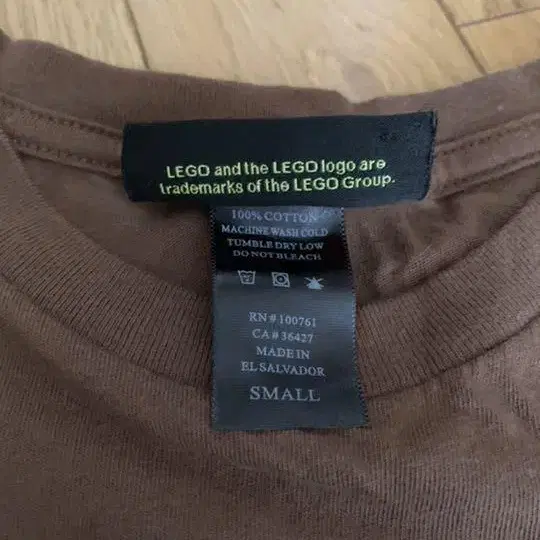 LEGO and the LEGO logo are
trademarks of the LEGO Group.
100% COTTON
MACHINE WASH COLD
TUMBLE DRY LOW
DO NOT BLEACH
RN # 100761
CA # 36427
MADE IN
EL SALVADOR
SMALL